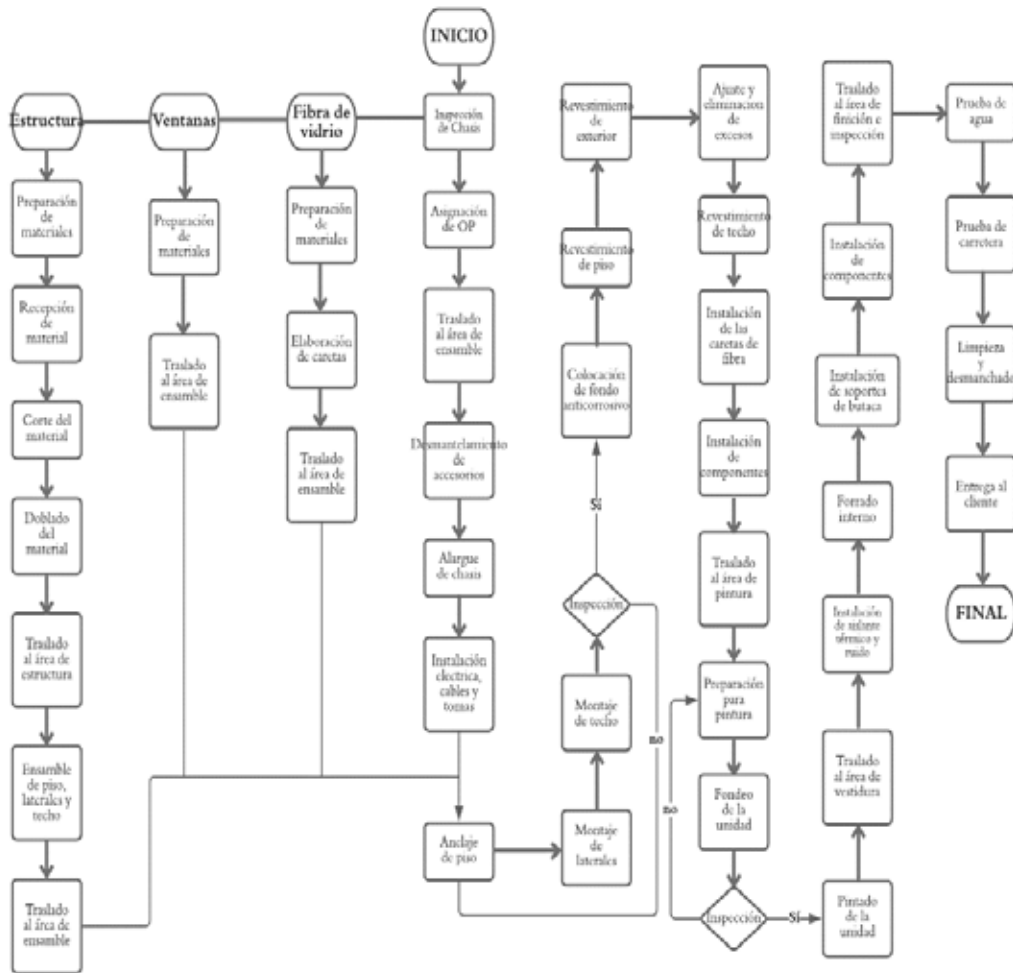 INICIO
Estructura
Ventanas
Fibra de
vidrio
Inspección
de Chasis
Preparación
de
materiales
Recepción
de
material
Corte del
material
Doblado
del
material
Traslado
al área de
estructura
Ensamble
de piso,
laterales y
techo
Traslado
al área de
ensamble
Preparación
de
materiales
Traslado
al área de
ensamble
Preparación
de
materiales
Elaboración
de caretas
Traslado
al área de
ensamble
Asignación
de OP
Traslado
al área de
ensamble
Desmantelamiento
de
accesorios
Alargue
de chasis
Instalación
electrica,
cables y
tomas
Anclaje
de piso
Montaje
de
laterales
Montaje
de techo
Inspección
no
Sí
Colocación
de fondo
anticorrosivo
Revestimiento
de piso
Revestimiento
de
exterior
Ajuste y
eliminacion
de
excesos
Revestimiento
de techo
Instalación
de las
caretas de
fibra
Instalación
de
componentes
Traslado
al área de
pintura
Preparación
para
pintura
Fondeo
de la
unidad
Inspección
no
Sí
Pintado
de la
unidad
Traslado
al área de
vestidura
Instalación
de aislante
térmico y
ruido
Forrado
interno
Instalación
de soportes
de butaca
Instalación
de
componentes
Traslado
al área de
finición e
inspección
Prueba de
agua
Prueba de
carretera
Limpieza
y
desmanchado
Entrega al
cliente
FINAL